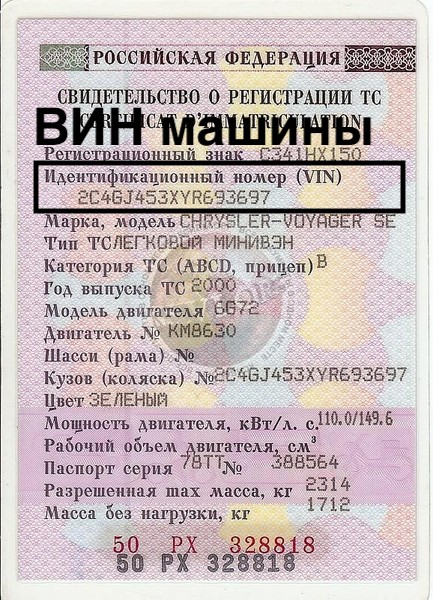 РОССИЙСКАЯ ФЕДЕРАЦИЯ
СВИДЕТЕЛЬСТВО О РЕГИСТРАЦИИ ТС
CERTIFICAT D'IMMATRICULATION
ВИН машины
Регистрационный знак С341НХ150
Идентификационный номер (VIN)
2C4GJ453XYR693697
Марка, модель CHRYSLER-VOYAGER SE
Тип ТС ЛЕГКОВОЙ МИНИВЭН
Категория ТС (ABCD, прицеп) B
Год выпуска ТС 2000
Модель двигателя 6G72
Двигатель № KM8630
Шасси (рама) №
Кузов (коляска) № 2C4GJ453XYR693697
Цвет ЗЕЛЕНЫЙ
Мощность двигателя, кВт/л. с. 110.0/149.6
Рабочий объем двигателя, см³
Паспорт серия 78ТТ № 388564
Разрешенная max масса, кг 2314
Масса без нагрузки, кг 1712
50 РХ 328818
50 РХ 328818